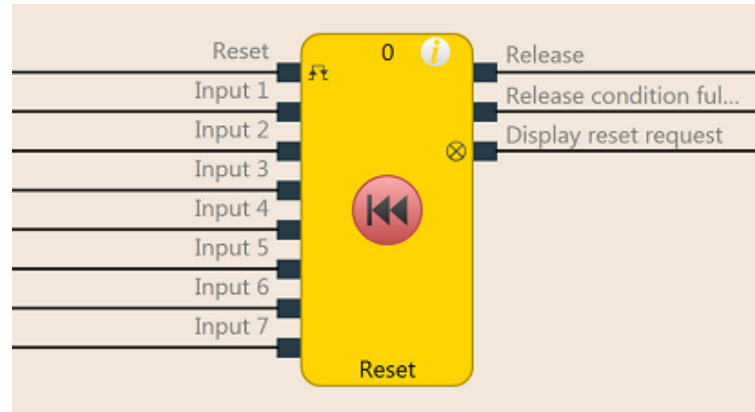 Reset
Input 1
Input 2
Input 3
Input 4
Input 5
Input 6
Input 7
0
i
Reset
Release
Release condition ful...
Display reset request